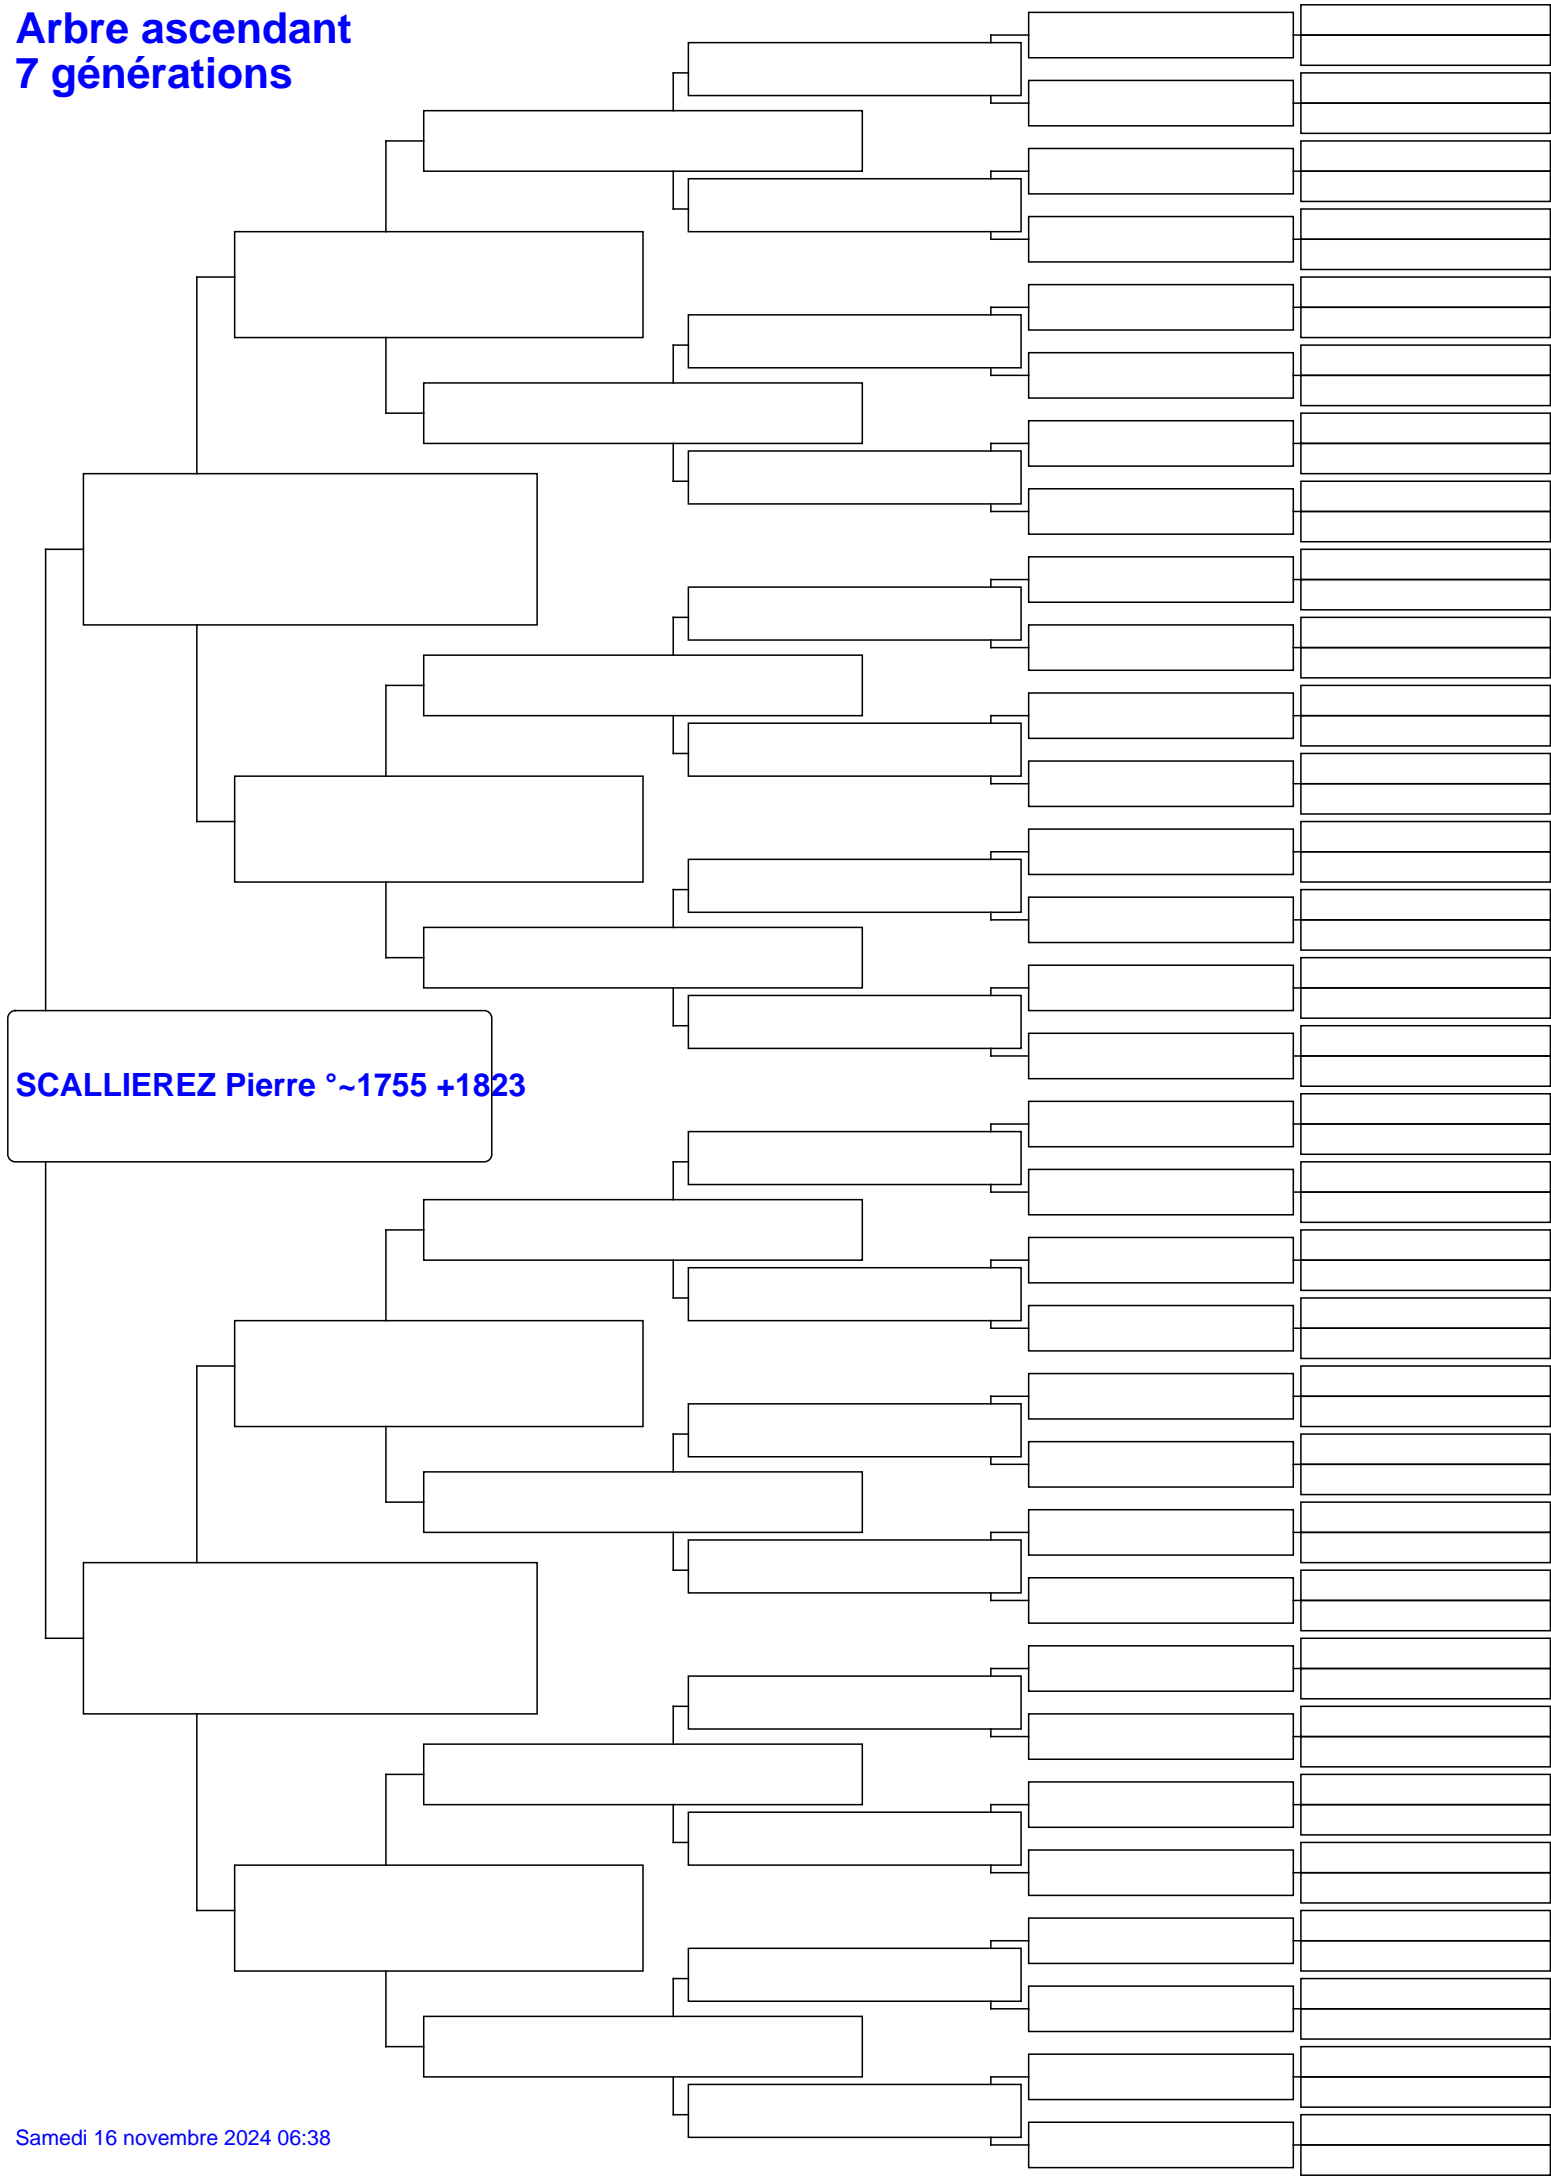 Arbre ascendant
7 générations
SCALLIEREZ Pierre °~1755 +1823
Samedi 16 novembre 2024 06:38